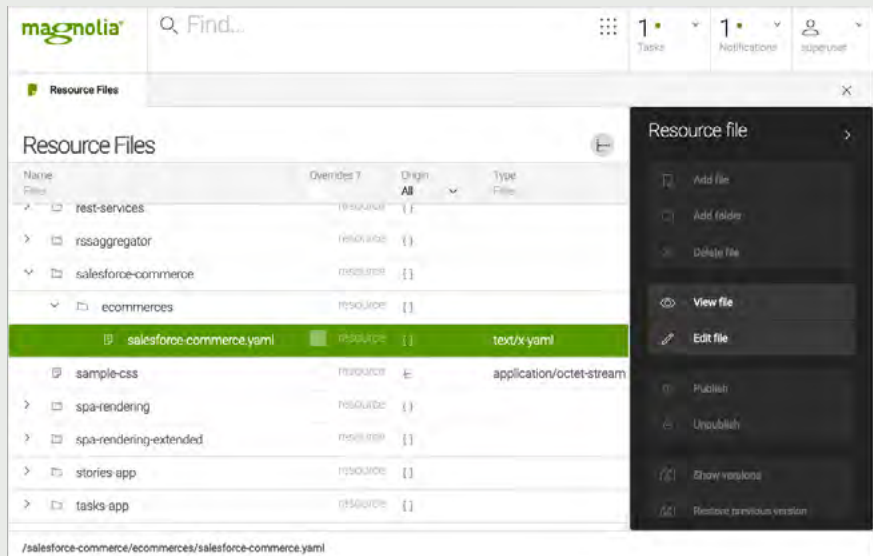 magnolia
Find...
1
Tasks
1
Notifications
superuser
Resource Files
Resource Files
Name
Overrides ?
Origin
Type
Filter
All
Filter
rest-services
resource
{ }
rssaggregator
resource
{ }
salesforce-commerce
resource
{ }
ecommerces
resource
{ }
salesforce-commerce.yaml
resource
{ }
text/x-yaml
sample-css
resource
application/octet-stream
spa-rendering
resource
{ }
spa-rendering-extended
resource
{ }
stories-app
resource
{ }
tasks-app
resource
{ }
/salesforce-commerce/ecommerces/salesforce-commerce.yaml
Resource file
Add file
Add folder
Delete file
View file
Edit file
Publish
Unpublish
Show versions
Restore previous version